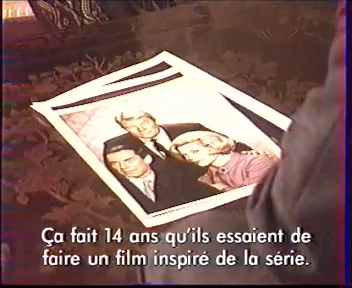 Ça fait 14 ans qu'ils essaient de
faire un film inspiré de la série.